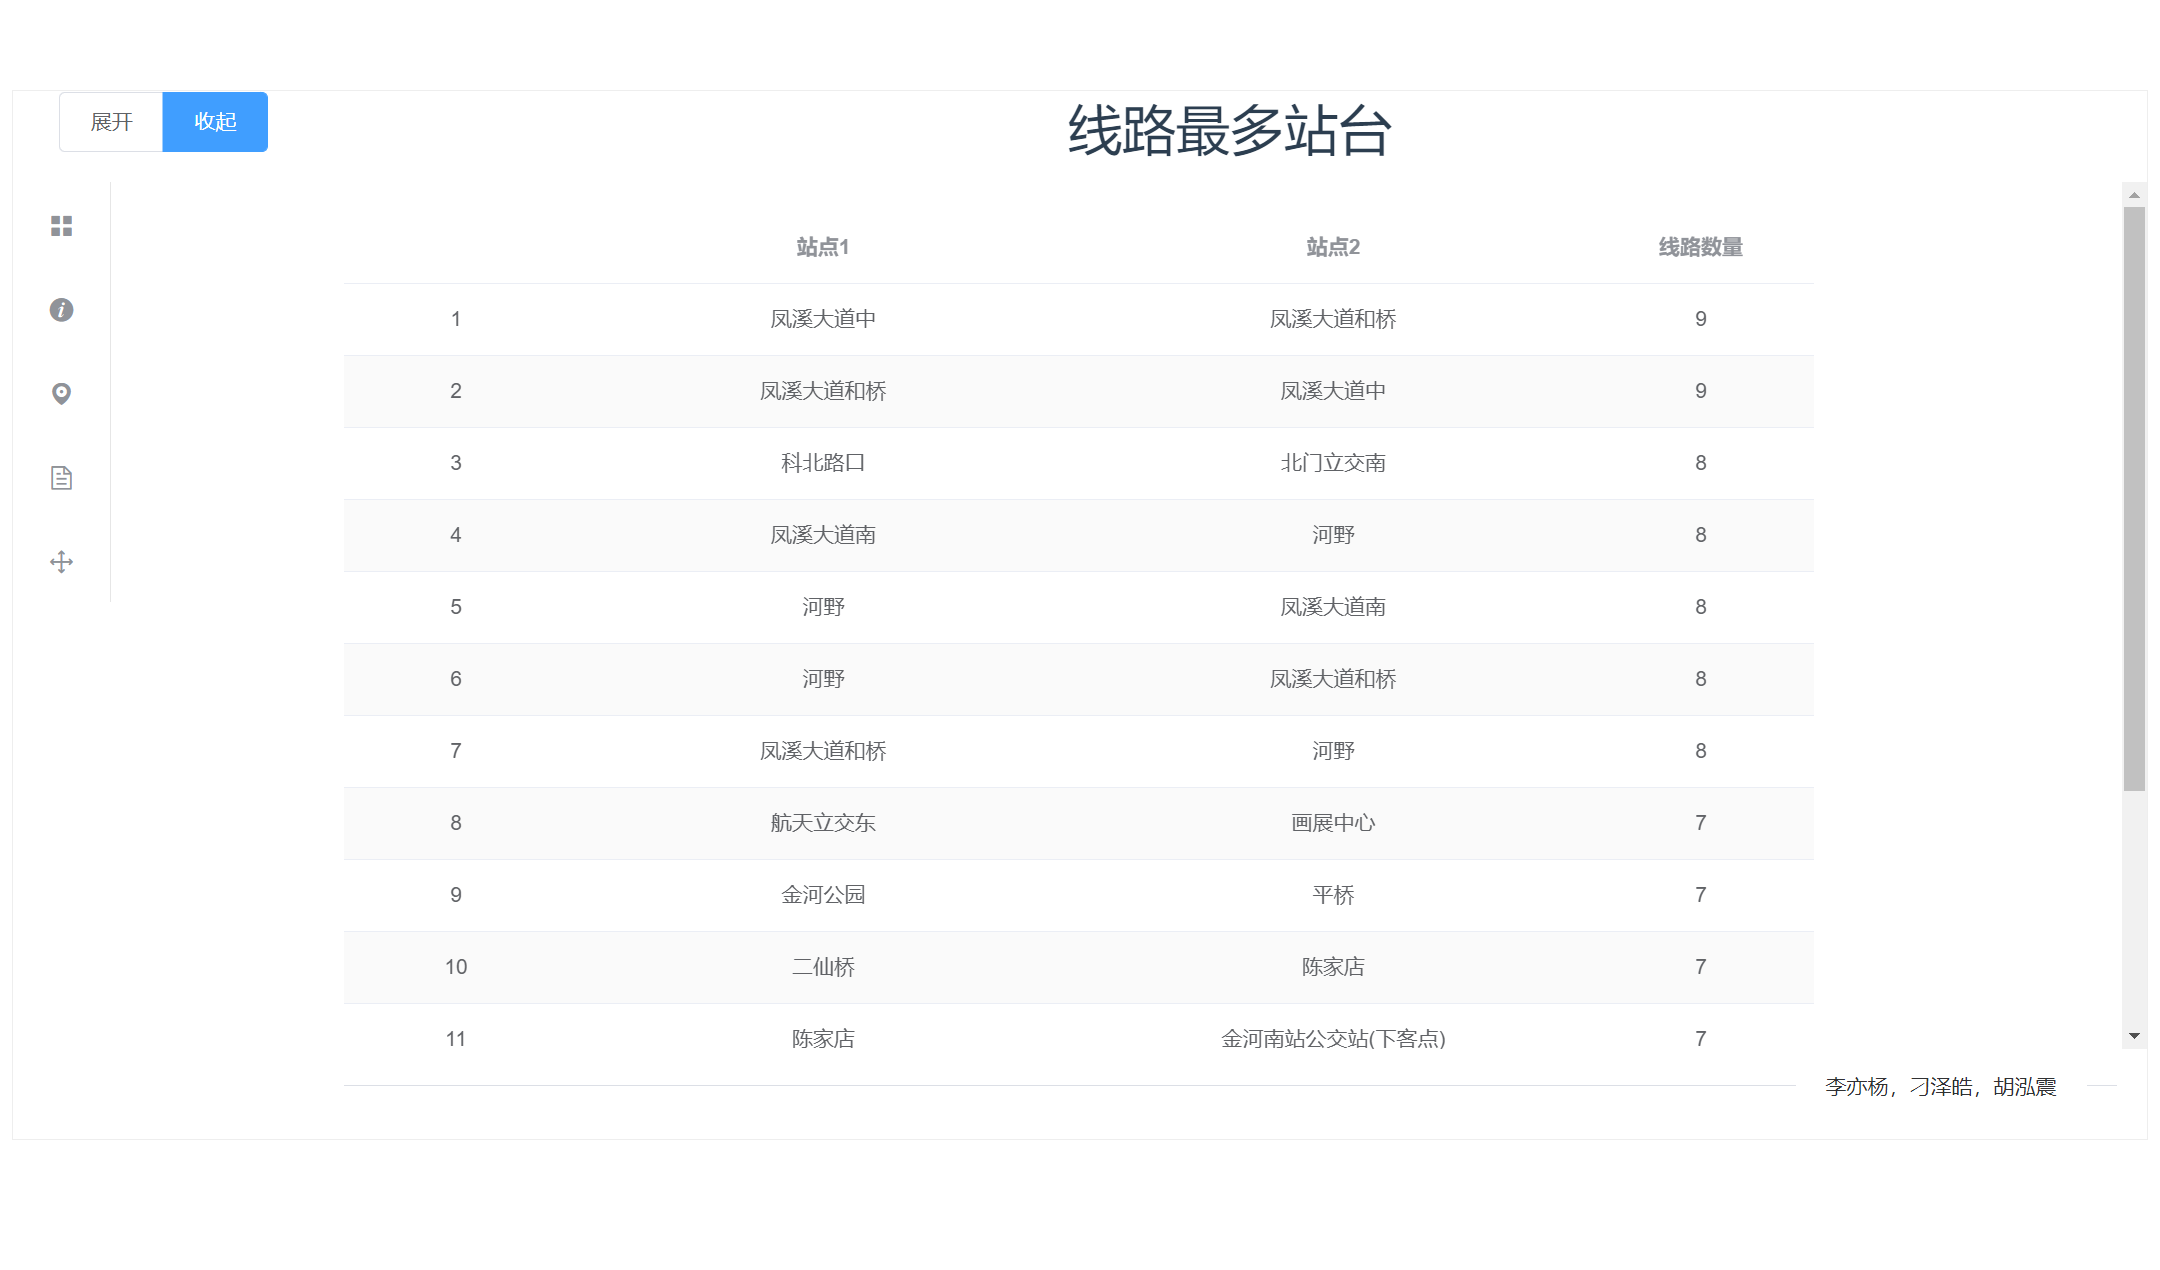 展开 收起
线路最多站台
站点1 站点2 线路数量
1 凤溪大道中 凤溪大道和桥 9
2 凤溪大道和桥 凤溪大道中 9
3 科北路口 北门立交南 8
4 凤溪大道南 河野 8
5 河野 凤溪大道南 8
6 河野 凤溪大道和桥 8
7 凤溪大道和桥 河野 8
8 航天立交东 画展中心 7
9 金河公园 平桥 7
10 二仙桥 陈家店 7
11 陈家店 金河南站公交站(下客点) 7
李亦杨，刁泽皓，胡泓震